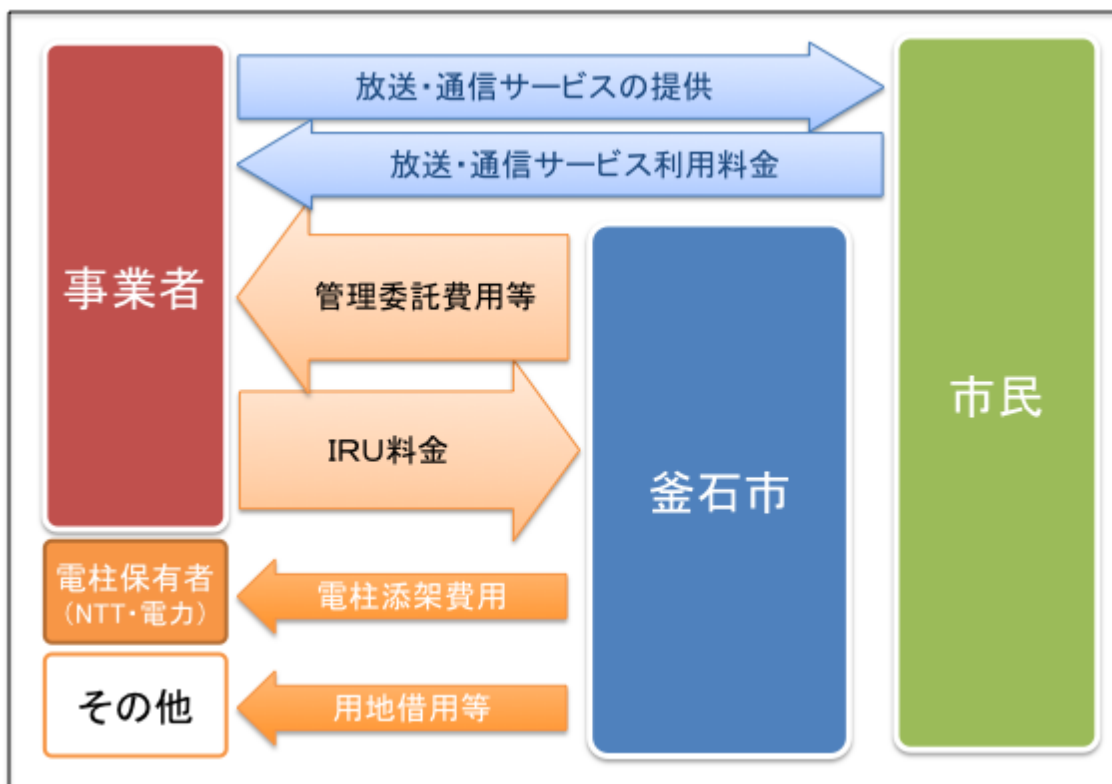 放送・通信サービスの提供
放送・通信サービス利用料金
事業者
管理委託費用等
IRU料金
釜石市
市民
電柱保有者
（NTT・電力）
電柱添架費用
その他
用地借用等